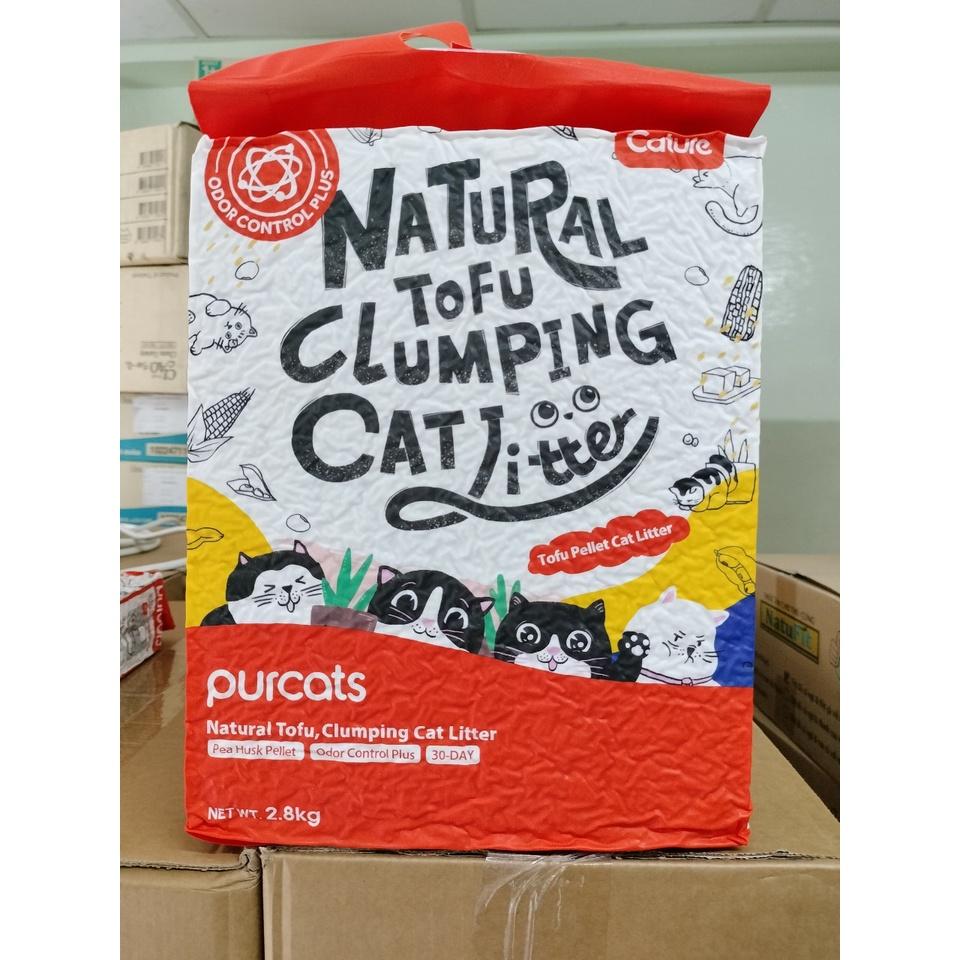 Cature
ODOR CONTROL PLUS
NATURAL
TOFU
CLUMPING
CAT Litter
Tofu Pellet Cat Litter
purcats
Natural Tofu, Clumping Cat Litter
Pea Husk Pellet Odor Control Plus 30-DAY
NET WT. 2.8kg
NatuFit